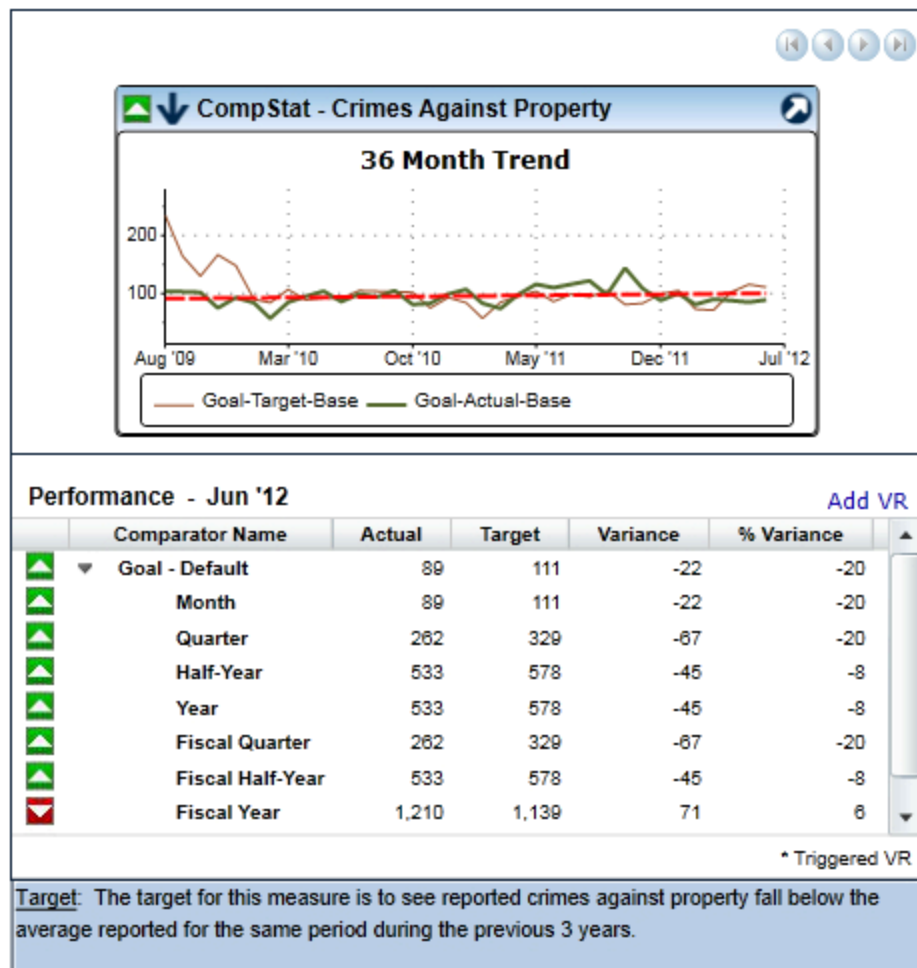 CompStat - Crimes Against Property
36 Month Trend
200
100
Aug '09 Mar '10 Oct '10 May '11 Dec '11 Jul '12
Goal-Target-Base Goal-Actual-Base
Performance - Jun '12
Add VR
Comparator Name Actual Target Variance % Variance
Goal - Default 89 111 -22 -20
Month 89 111 -22 -20
Quarter 262 329 -67 -20
Half-Year 533 578 -45 -8
Year 533 578 -45 -8
Fiscal Quarter 262 329 -67 -20
Fiscal Half-Year 533 578 -45 -8
Fiscal Year 1,210 1,139 71 6
* Triggered VR
Target: The target for this measure is to see reported crimes against property fall below the
average reported for the same period during the previous 3 years.